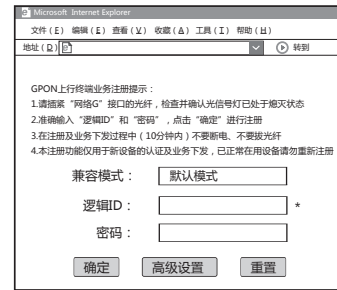 Microsoft Internet Explorer
文件(F) 编辑(E) 查看(V) 收藏(A) 工具(I) 帮助(H)
地址(D) 转到
GPON上行终端业务注册提示：
1.请插紧“网络G”接口的光纤，检查并确认光信号灯已处于熄灭状态
2.准确输入“逻辑ID”和“密码”，点击“确定”进行注册
3.在注册及业务下发过程中(10分钟内)不要断电、不要拔光纤
4.本注册功能仅用于新设备的认证及业务下发，已正常在用设备请勿重新注册
兼容模式： 默认模式
逻辑ID： *
密码：
确定 高级设置 重置